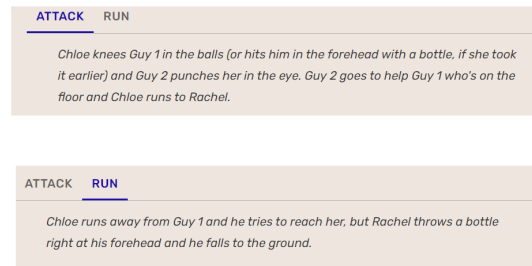 ATTACK RUN
Chloe knees Guy 1 in the balls (or hits him in the forehead with a bottle, if she took
it earlier) and Guy 2 punches her in the eye. Guy 2 goes to help Guy 1 who's on the
floor and Chloe runs to Rachel.
ATTACK RUN
Chloe runs away from Guy 1 and he tries to reach her, but Rachel throws a bottle
right at his forehead and he falls to the ground.